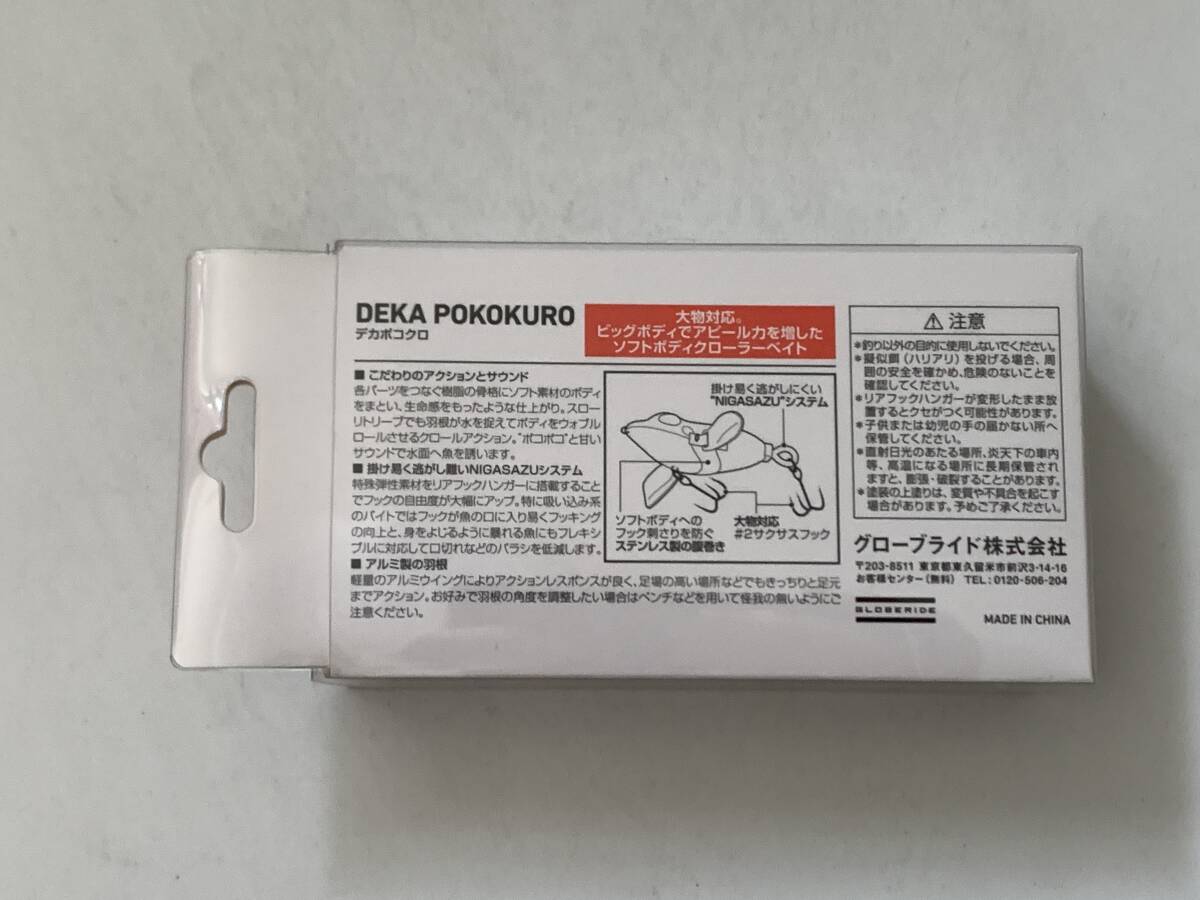 DEKA POKOKURO
デカポコクロ
大物対応。
ビッグボディでアピール力を増した
ソフトボディクローラーベイト
■ こだわりのアクションとサウンド
各パーツをつなぐ樹脂の骨格にソフト素材のボディ
をまとい、生命感をもったような仕上がり。スロー
リトリーブでも羽根が水を捉えてボディをウォブル
ロールさせるクロールアクション。"ポコポコ"と甘い
サウンドで水面へ魚を誘います。
■ 掛け易く逃がし難いNIGASAZUシステム
特殊弾性素材をリアフックハンガーに搭載すること
でフックの自由度が大幅にアップ。特に吸い込み系
のバイトではフックが魚の口に入り易くフッキング
の向上と、身をよじるように暴れる魚にもフレキシ
ブルに対応して口切れなどのバラシを低減します。
■ アルミ製の羽根
軽量のアルミウイングによりアクションレスポンスが良く、足場の高い場所などでもきっちりと足元
までアクション。お好みで羽根の角度を調整したい場合はペンチなどを用いて怪我の無いようにご
注意ください。
掛け易く逃がしにくい
"NIGASAZU"システム
ソフトボディへの
フック刺さりを防ぐ
ステンレス製の腹巻き
大物対応
#2サクサスフック
⚠ 注意
*釣り以外の目的に使用しないでください。
*擬似餌(ハリアリ)を投げる場合、周
囲の安全を確かめ、危険のないことを
確認してください。
*リアフックハンガーが変形したまま放
置するとクセがつく可能性があります。
*子供または幼児の手の届かない所へ
保管してください。
*直射日光のあたる場所、炎天下の車内
等、高温になる場所に長期保管され
ますと、膨張・破裂することがあります。
*塗装の上塗りは、変質や不具合を起こす
場合があります。予めご了承ください。
グローブライド株式会社
〒203-8511 東京都東久留米市前沢3-14-16
お客様センター(無料) TEL:0120-506-204
GLOBERIDE
MADE IN CHINA